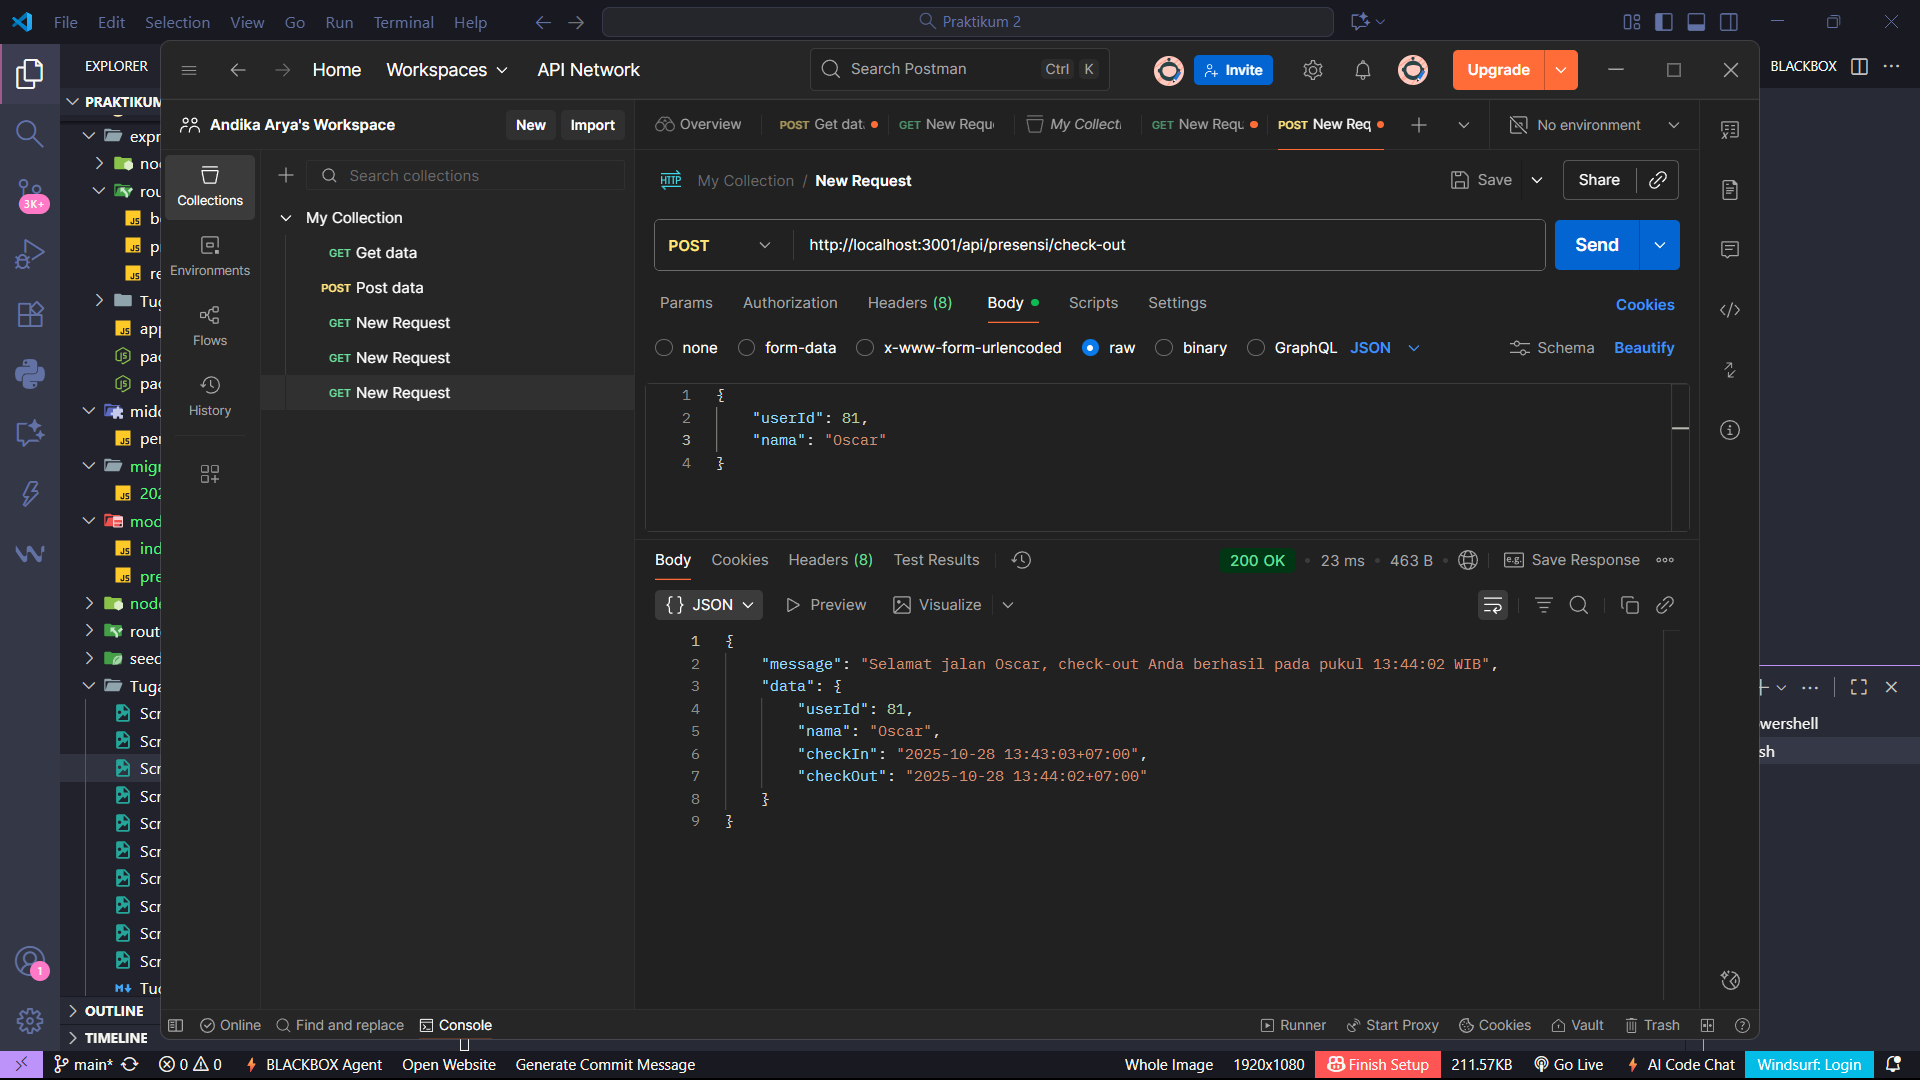 File Edit Selection View Go Run Terminal Help
Praktikum 2
EXPLORER
PRAKTIKUM
expr
rou
Tug
app
mido
migr
202
mod
ind
pre
node
rout
seed
Tuga
Scr
Scr
Scr
Scr
Scr
Scr
Scr
Scr
Scr
Scr
OUTLINE
TIMELINE
3K+
1
Home Workspaces API Network
Search Postman Ctrl K
Invite
Upgrade
BLACKBOX
Andika Arya's Workspace
New Import
Overview
POST Get dat
GET New Requ
My Collecti
GET New Requ
POST New Req
No environment
Collections
Environments
Flows
History
Search collections
My Collection
GET Get data
POST Post data
GET New Request
GET New Request
GET New Request
HTTP My Collection / New Request
Save Share
POST http://localhost:3001/api/presensi/check-out
Send
Params Authorization Headers (8) Body Scripts Settings
Cookies
none form-data x-www-form-urlencoded raw binary GraphQL JSON
Schema Beautify
1 {
2 "userId": 81,
3 "nama": "Oscar"
4 }
Body Cookies Headers (8) Test Results
200 OK 23 ms 463 B
e.g. Save Response
{} JSON Preview Visualize
1 {
2 "message": "Selamat jalan Oscar, check-out Anda berhasil pada pukul 13:44:02 WIB",
3 "data": {
4 "userId": 81,
5 "nama": "Oscar",
6 "checkIn": "2025-10-28 13:43:03+07:00",
7 "checkOut": "2025-10-28 13:44:02+07:00"
8 }
9 }
wershell
sh
Online Find and replace Console
Runner Start Proxy Cookies Vault Trash
main* 0 0 BLACKBOX Agent Open Website Generate Commit Message
Whole Image 1920x1080 Finish Setup 211.57KB Go Live AI Code Chat Windsurf: Login